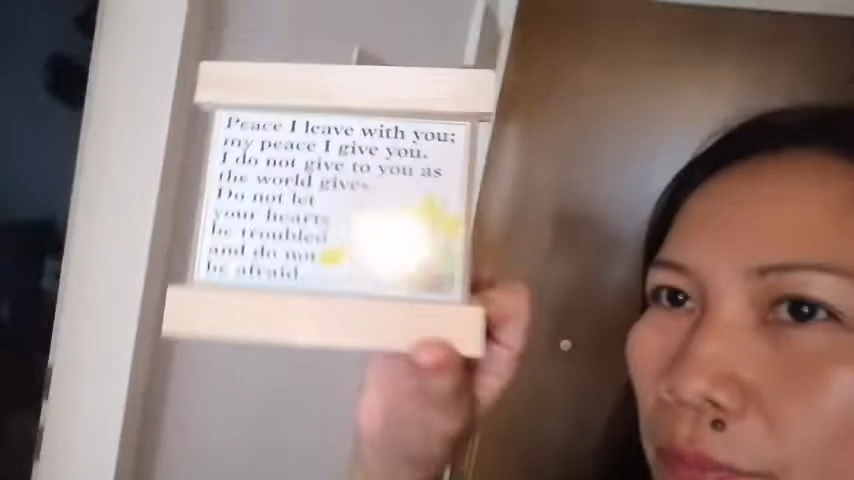 Peace I leave with you;
my peace I give you.
I do not give to you as
the world gives
Do not let
your hearts
be troubled
and do not
be afraid.